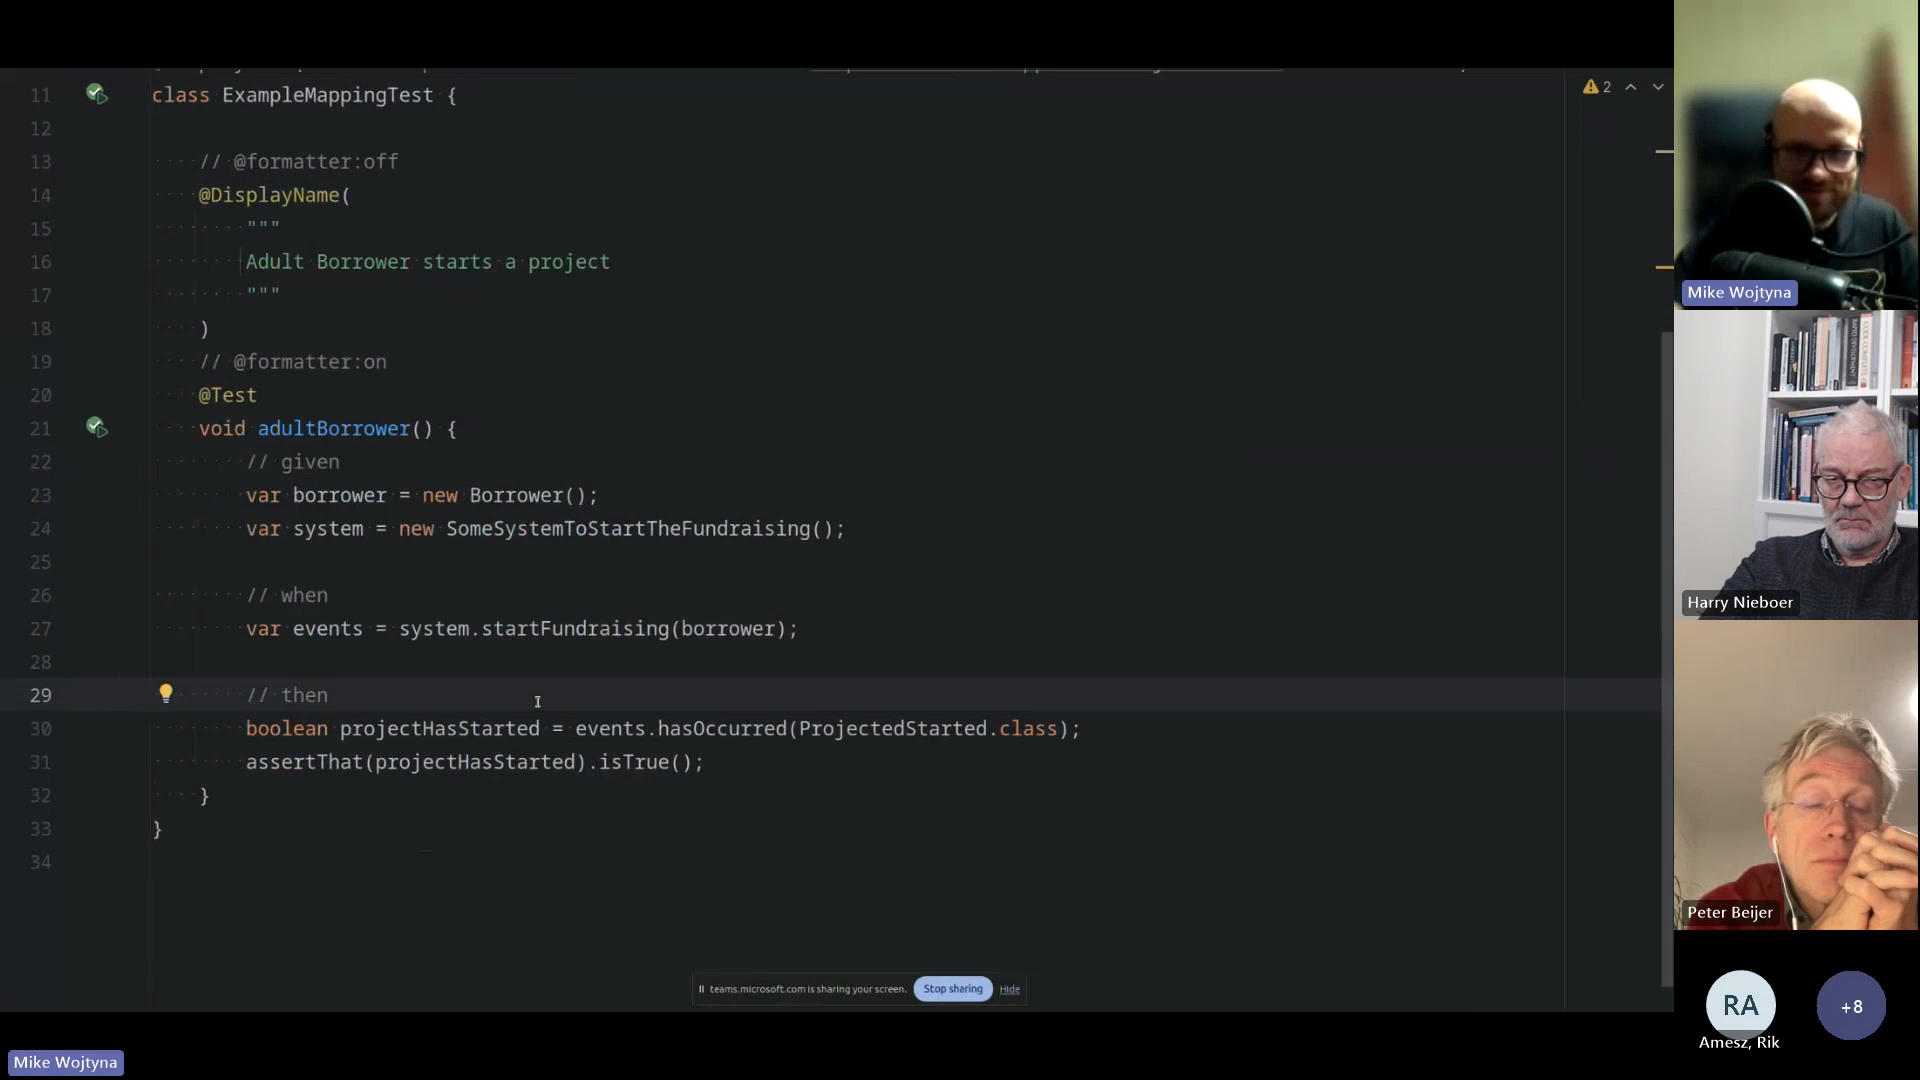 11 class ExampleMappingTest {
12
13 // @formatter:off
14 @DisplayName(
15 """
16 Adult Borrower starts a project
17 """
18 )
19 // @formatter:on
20 @Test
21 void adultBorrower() {
22 // given
23 var borrower = new Borrower();
24 var system = new SomeSystemToStartTheFundraising();
25
26 // when
27 var events = system.startFundraising(borrower);
28
29 // then
30 boolean projectHasStarted = events.hasOccurred(ProjectedStarted.class);
31 assertThat(projectHasStarted).isTrue();
32 }
33 }
34
2
teams.microsoft.com is sharing your screen. Stop sharing Hide
Mike Wojtyna
Mike Wojtyna
Harry Nieboer
Peter Beijer
RA
Amesz, Rik
+8